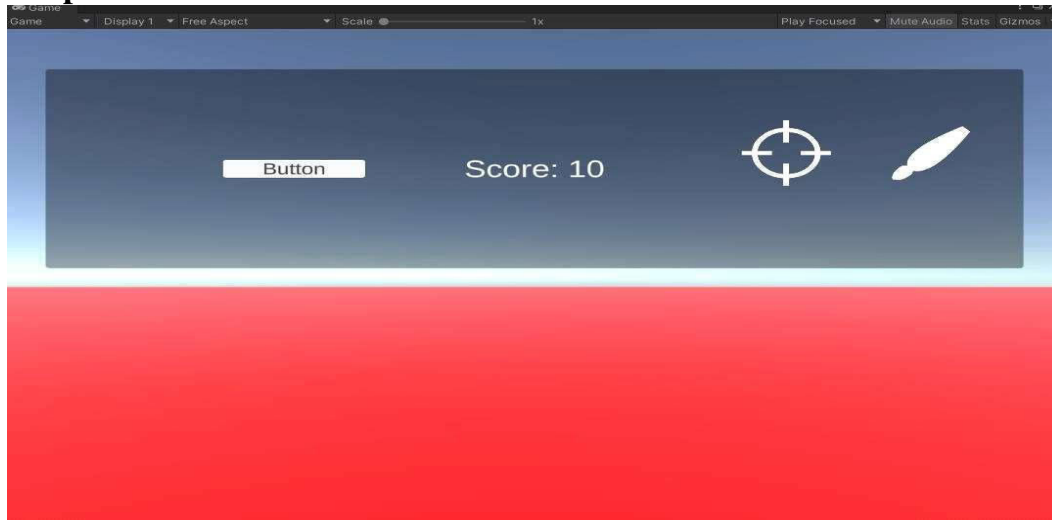 Game
Game Display 1 Free Aspect Scale 1x Play Focused Mute Audio Stats Gizmos
Button Score: 10